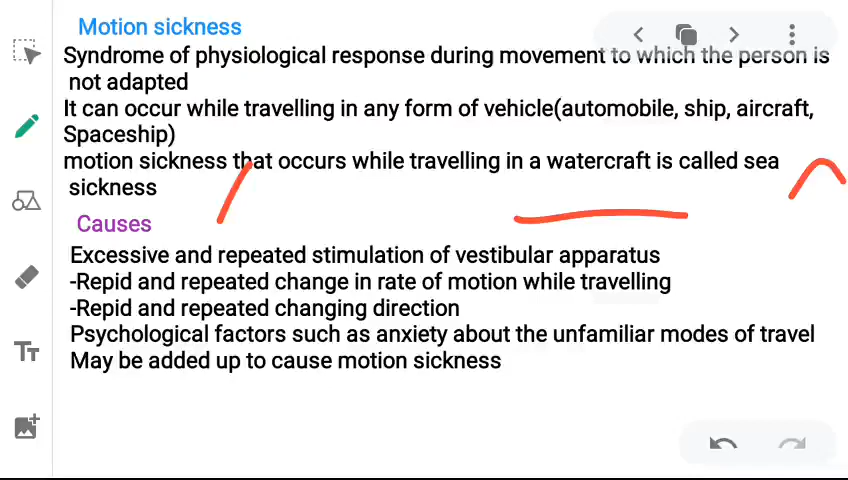 Motion sickness
Syndrome of physiological response during movement to which the person is
not adapted
It can occur while travelling in any form of vehicle(automobile, ship, aircraft,
Spaceship)
motion sickness that occurs while travelling in a watercraft is called sea
sickness
Causes
Excessive and repeated stimulation of vestibular apparatus
-Repid and repeated change in rate of motion while travelling
-Repid and repeated changing direction
Psychological factors such as anxiety about the unfamiliar modes of travel
May be added up to cause motion sickness
Tт